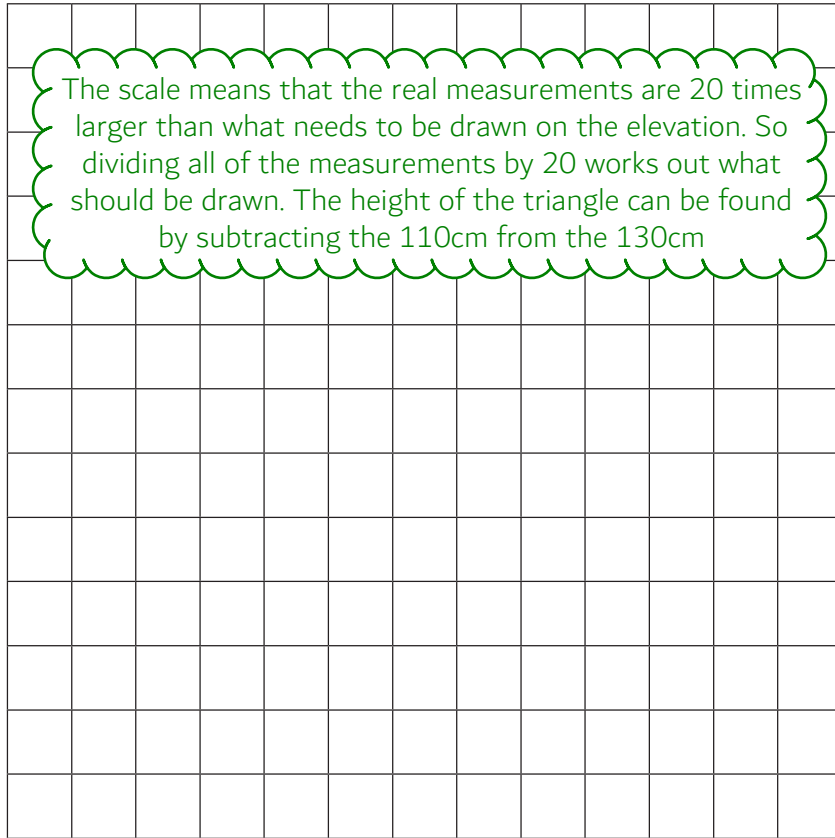 The scale means that the real measurements are 20 times
larger than what needs to be drawn on the elevation. So
dividing all of the measurements by 20 works out what
should be drawn. The height of the triangle can be found
by subtracting the 110cm from the 130cm